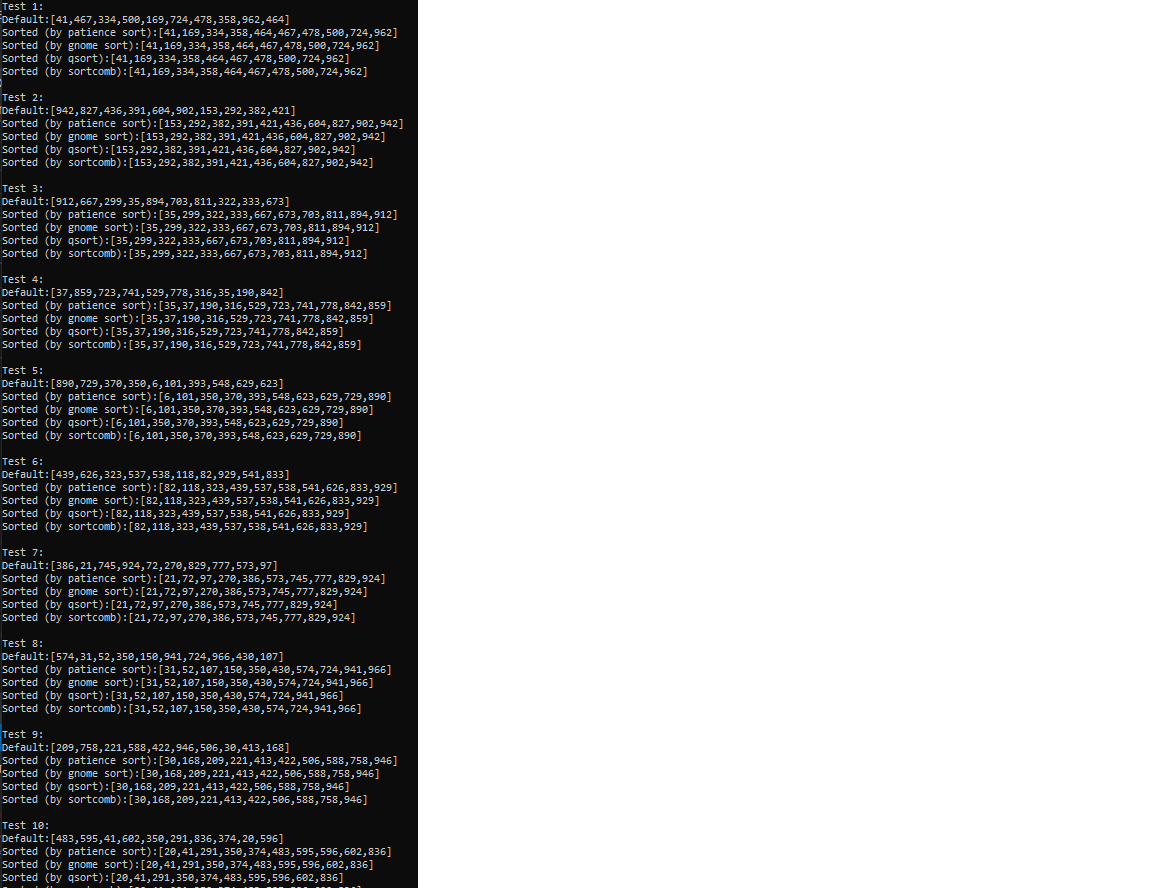 Test 1:
Default:[41,467,334,500,169,724,478,358,962,464]
Sorted (by patience sort):[41,169,334,358,464,467,478,500,724,962]
Sorted (by gnome sort):[41,169,334,358,464,467,478,500,724,962]
Sorted (by qsort):[41,169,334,358,464,467,478,500,724,962]
Sorted (by sortcomb):[41,169,334,358,464,467,478,500,724,962]
Test 2:
Default:[942,827,436,391,604,902,153,292,382,421]
Sorted (by patience sort):[153,292,382,391,421,436,604,827,902,942]
Sorted (by gnome sort):[153,292,382,391,421,436,604,827,902,942]
Sorted (by qsort):[153,292,382,391,421,436,604,827,902,942]
Sorted (by sortcomb):[153,292,382,391,421,436,604,827,902,942]
Test 3:
Default:[912,667,299,35,894,703,811,322,333,673]
Sorted (by patience sort):[35,299,322,333,667,673,703,811,894,912]
Sorted (by gnome sort):[35,299,322,333,667,673,703,811,894,912]
Sorted (by qsort):[35,299,322,333,667,673,703,811,894,912]
Sorted (by sortcomb):[35,299,322,333,667,673,703,811,894,912]
Test 4:
Default:[37,859,723,741,529,778,316,35,190,842]
Sorted (by patience sort):[35,37,190,316,529,723,741,778,842,859]
Sorted (by gnome sort):[35,37,190,316,529,723,741,778,842,859]
Sorted (by qsort):[35,37,190,316,529,723,741,778,842,859]
Sorted (by sortcomb):[35,37,190,316,529,723,741,778,842,859]
Test 5:
Default:[890,729,370,350,6,101,393,548,629,623]
Sorted (by patience sort):[6,101,350,370,393,548,623,629,729,890]
Sorted (by gnome sort):[6,101,350,370,393,548,623,629,729,890]
Sorted (by qsort):[6,101,350,370,393,548,623,629,729,890]
Sorted (by sortcomb):[6,101,350,370,393,548,623,629,729,890]
Test 6:
Default:[439,626,323,537,538,118,82,929,541,833]
Sorted (by patience sort):[82,118,323,439,537,538,541,626,833,929]
Sorted (by gnome sort):[82,118,323,439,537,538,541,626,833,929]
Sorted (by qsort):[82,118,323,439,537,538,541,626,833,929]
Sorted (by sortcomb):[82,118,323,439,537,538,541,626,833,929]
Test 7:
Default:[386,21,745,924,72,270,829,777,573,97]
Sorted (by patience sort):[21,72,97,270,386,573,745,777,829,924]
Sorted (by gnome sort):[21,72,97,270,386,573,745,777,829,924]
Sorted (by qsort):[21,72,97,270,386,573,745,777,829,924]
Sorted (by sortcomb):[21,72,97,270,386,573,745,777,829,924]
Test 8:
Default:[574,31,52,350,150,941,724,966,430,107]
Sorted (by patience sort):[31,52,107,150,350,430,574,724,941,966]
Sorted (by gnome sort):[31,52,107,150,350,430,574,724,941,966]
Sorted (by qsort):[31,52,107,150,350,430,574,724,941,966]
Sorted (by sortcomb):[31,52,107,150,350,430,574,724,941,966]
Test 9:
Default:[209,758,221,588,422,946,506,30,413,168]
Sorted (by patience sort):[30,168,209,221,413,422,506,588,758,946]
Sorted (by gnome sort):[30,168,209,221,413,422,506,588,758,946]
Sorted (by qsort):[30,168,209,221,413,422,506,588,758,946]
Sorted (by sortcomb):[30,168,209,221,413,422,506,588,758,946]
Test 10:
Default:[483,595,41,602,350,291,836,374,20,596]
Sorted (by patience sort):[20,41,291,350,374,483,595,596,602,836]
Sorted (by gnome sort):[20,41,291,350,374,483,595,596,602,836]
Sorted (by qsort):[20,41,291,350,374,483,595,596,602,836]